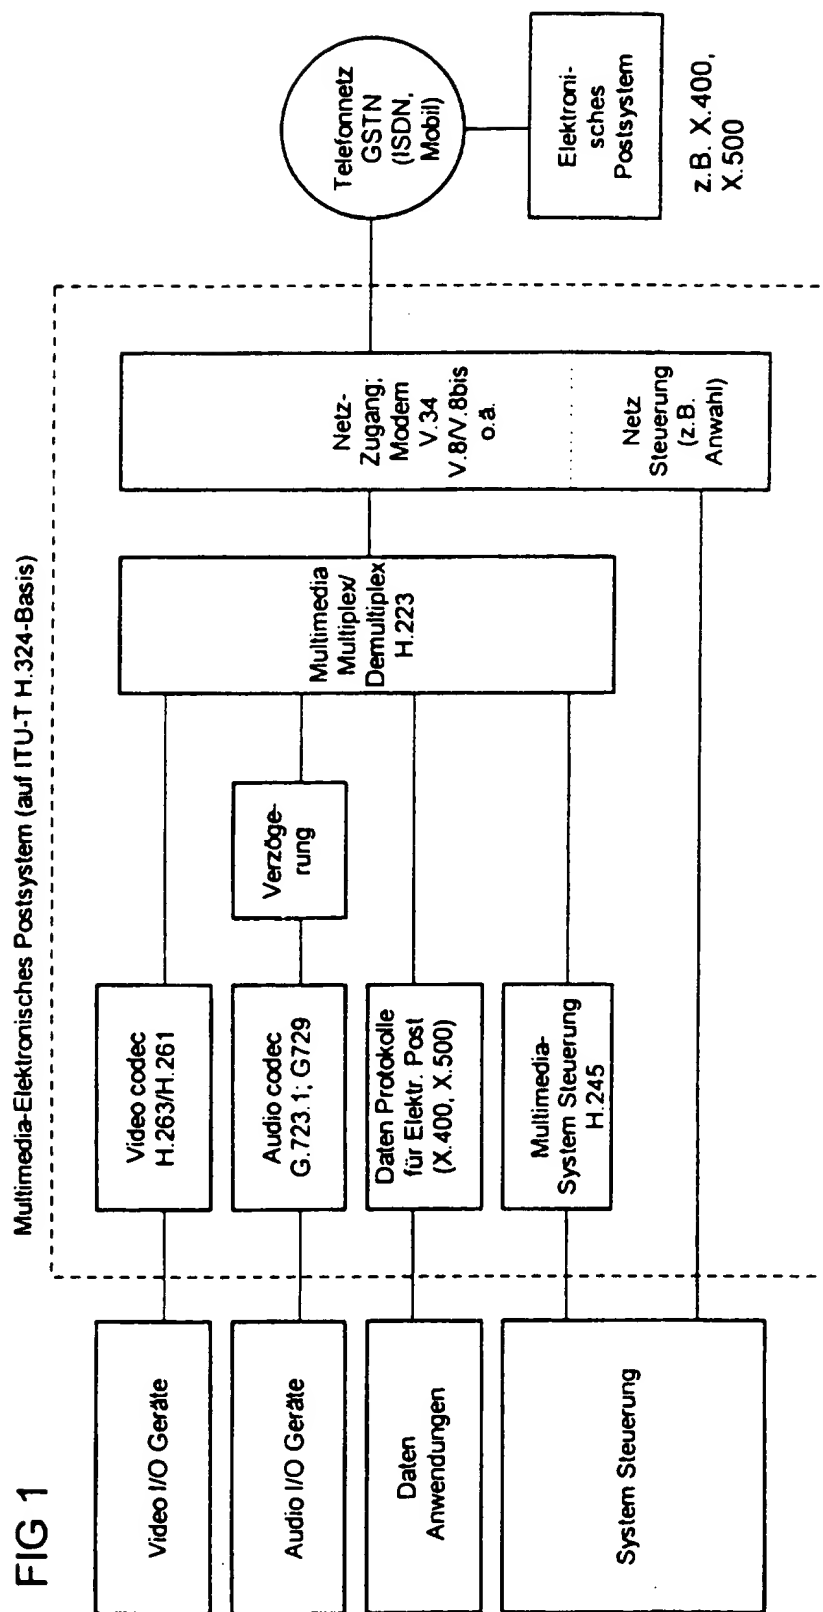 FIG 1
Multimedia-Elektronisches Postsystem (auf ITU-T H.324-Basis)
Video I/O Geräte
Audio I/O Geräte
Daten
Anwendungen
System Steuerung
Video codec
H.263/H.261
Audio codec
G.723.1; G729
Daten Protokolle
für Elektr. Post
(X.400, X.500)
Multimedia-
System Steuerung
H.245
Verzöge-
rung
Multimedia
Multiplex/
Demultiplex
H.223
Netz-
Zugang;
Modem
V.34
V.8/V.8bis
o.ä.
Netz
Steuerung
(z.B.
Anwahl)
Telefonnetz
GSTN
(ISDN,
Mobil)
Elektroni-
sches
Postsystem
z.B. X.400,
X.500